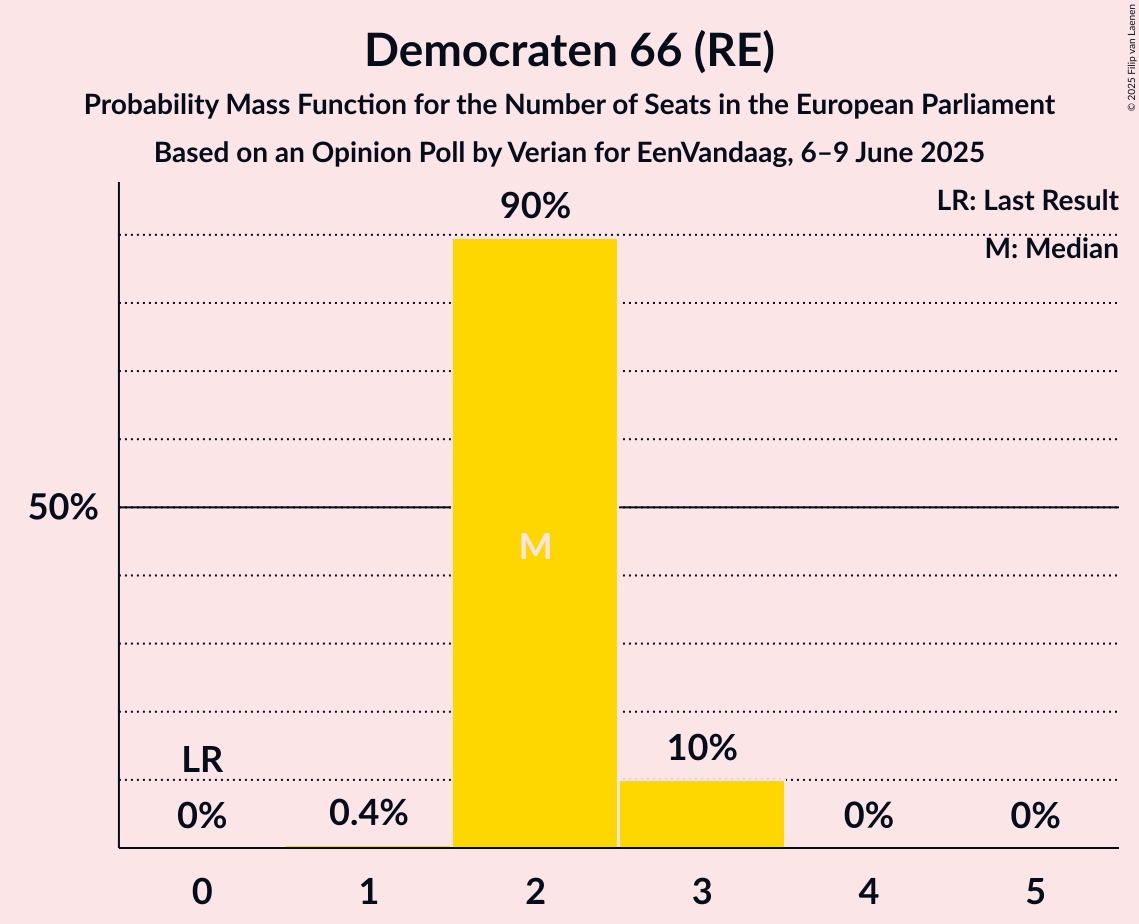 Democraten 66 (RE)
Probability Mass Function for the Number of Seats in the European Parliament
Based on an Opinion Poll by Verian for EenVandaag, 6–9 June 2025
© 2025 Filip van Laenen
LR: Last Result
M: Median
90%
50%
M
LR
10%
0%
0.4%
0%
0%
0
1
2
3
4
5